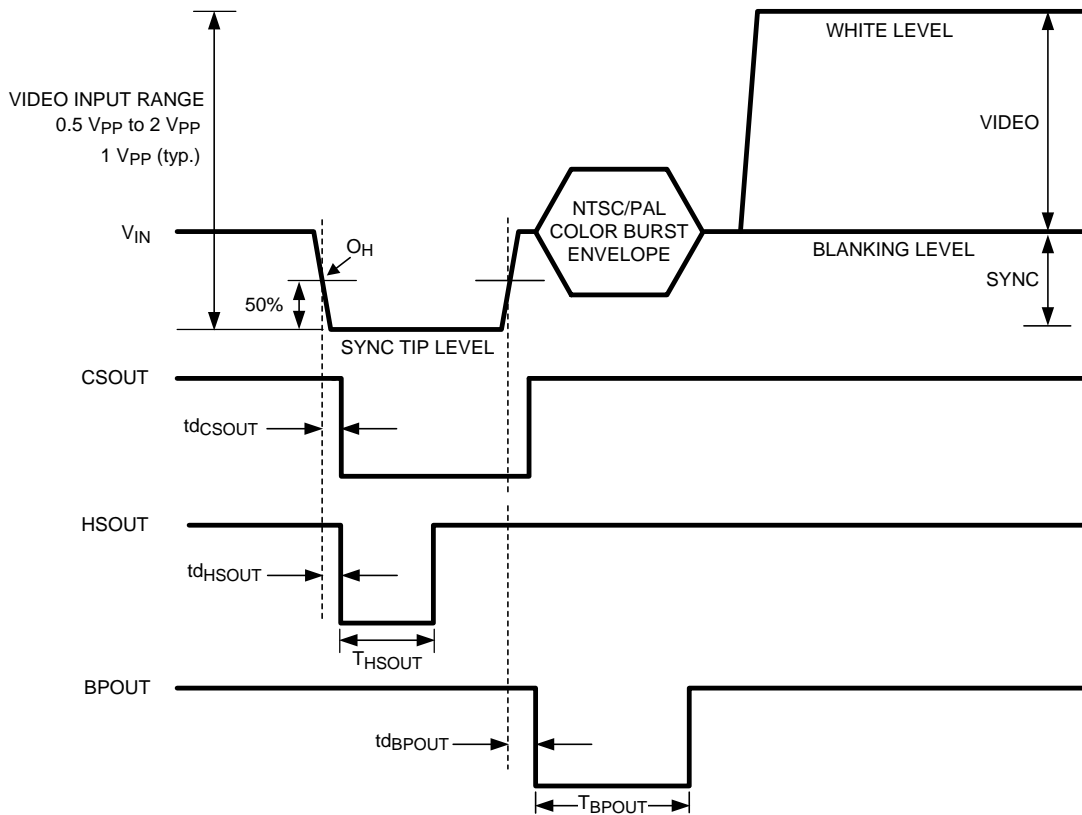 WHITE LEVEL
VIDEO INPUT RANGE
0.5 VPP to 2 VPP
1 VPP (typ.)
VIDEO
NTSC/PAL
COLOR BURST
ENVELOPE
VIN
OH
BLANKING LEVEL
SYNC
50%
SYNC TIP LEVEL
CSOUT
tdCSOUT
HSOUT
tdHSOUT
THSOUT
BPOUT
tdBPOUT
TBPOUT